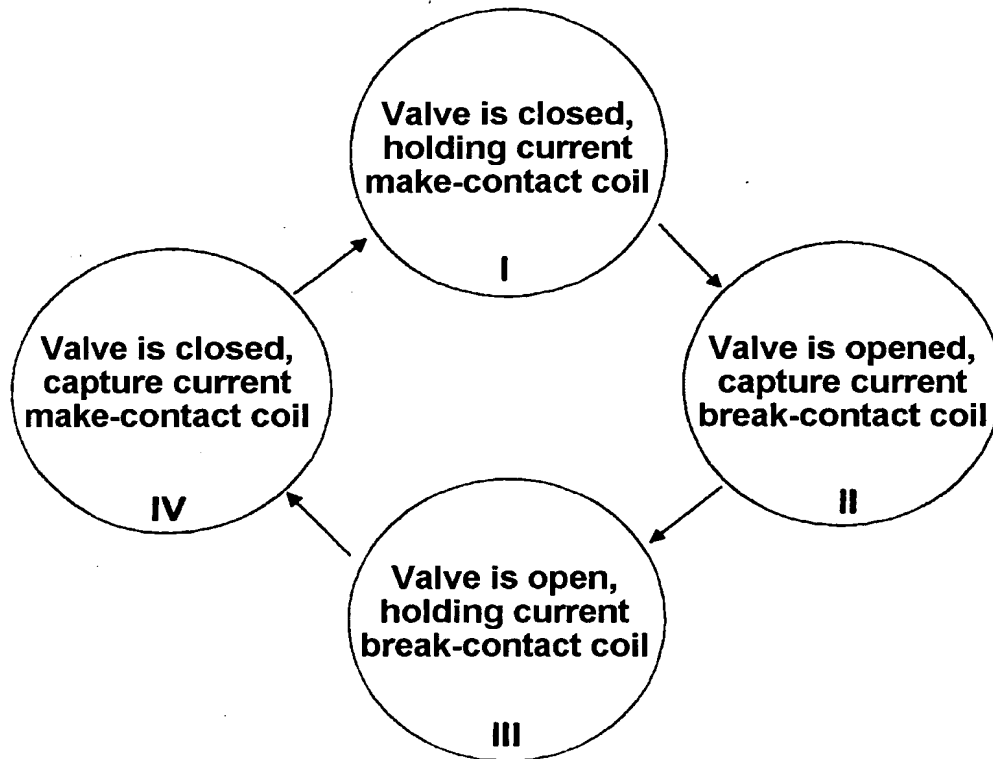 Valve is closed,
holding current
make-contact coil
I
Valve is opened,
capture current
break-contact coil
II
Valve is open,
holding current
break-contact coil
III
Valve is closed,
capture current
make-contact coil
IV